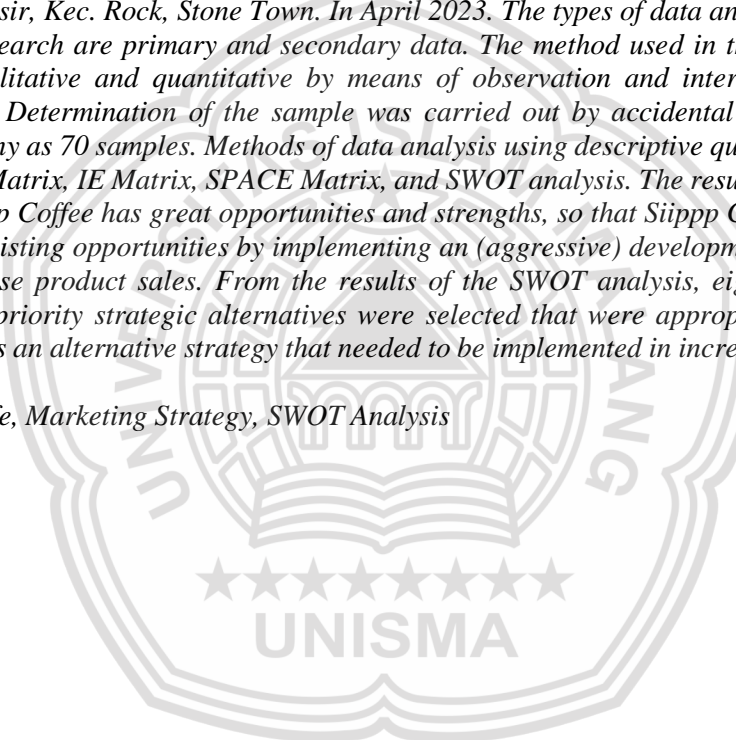 sir, Kec. Rock, Stone Town. In April 2023. The types of data an
earch are primary and secondary data. The method used in th
litative and quantitative by means of observation and inter
Determination of the sample was carried out by accidental
ny as 70 samples. Methods of data analysis using descriptive qu
Matrix, IE Matrix, SPACE Matrix, and SWOT analysis. The resu
p Coffee has great opportunities and strengths, so that Siippp C
isting opportunities by implementing an (aggressive) developm
se product sales. From the results of the SWOT analysis, eig
priority strategic alternatives were selected that were approp
s an alternative strategy that needed to be implemented in incre
fe, Marketing Strategy, SWOT Analysis
UNIVERSITAS ISLAM MALANG
UNISMA